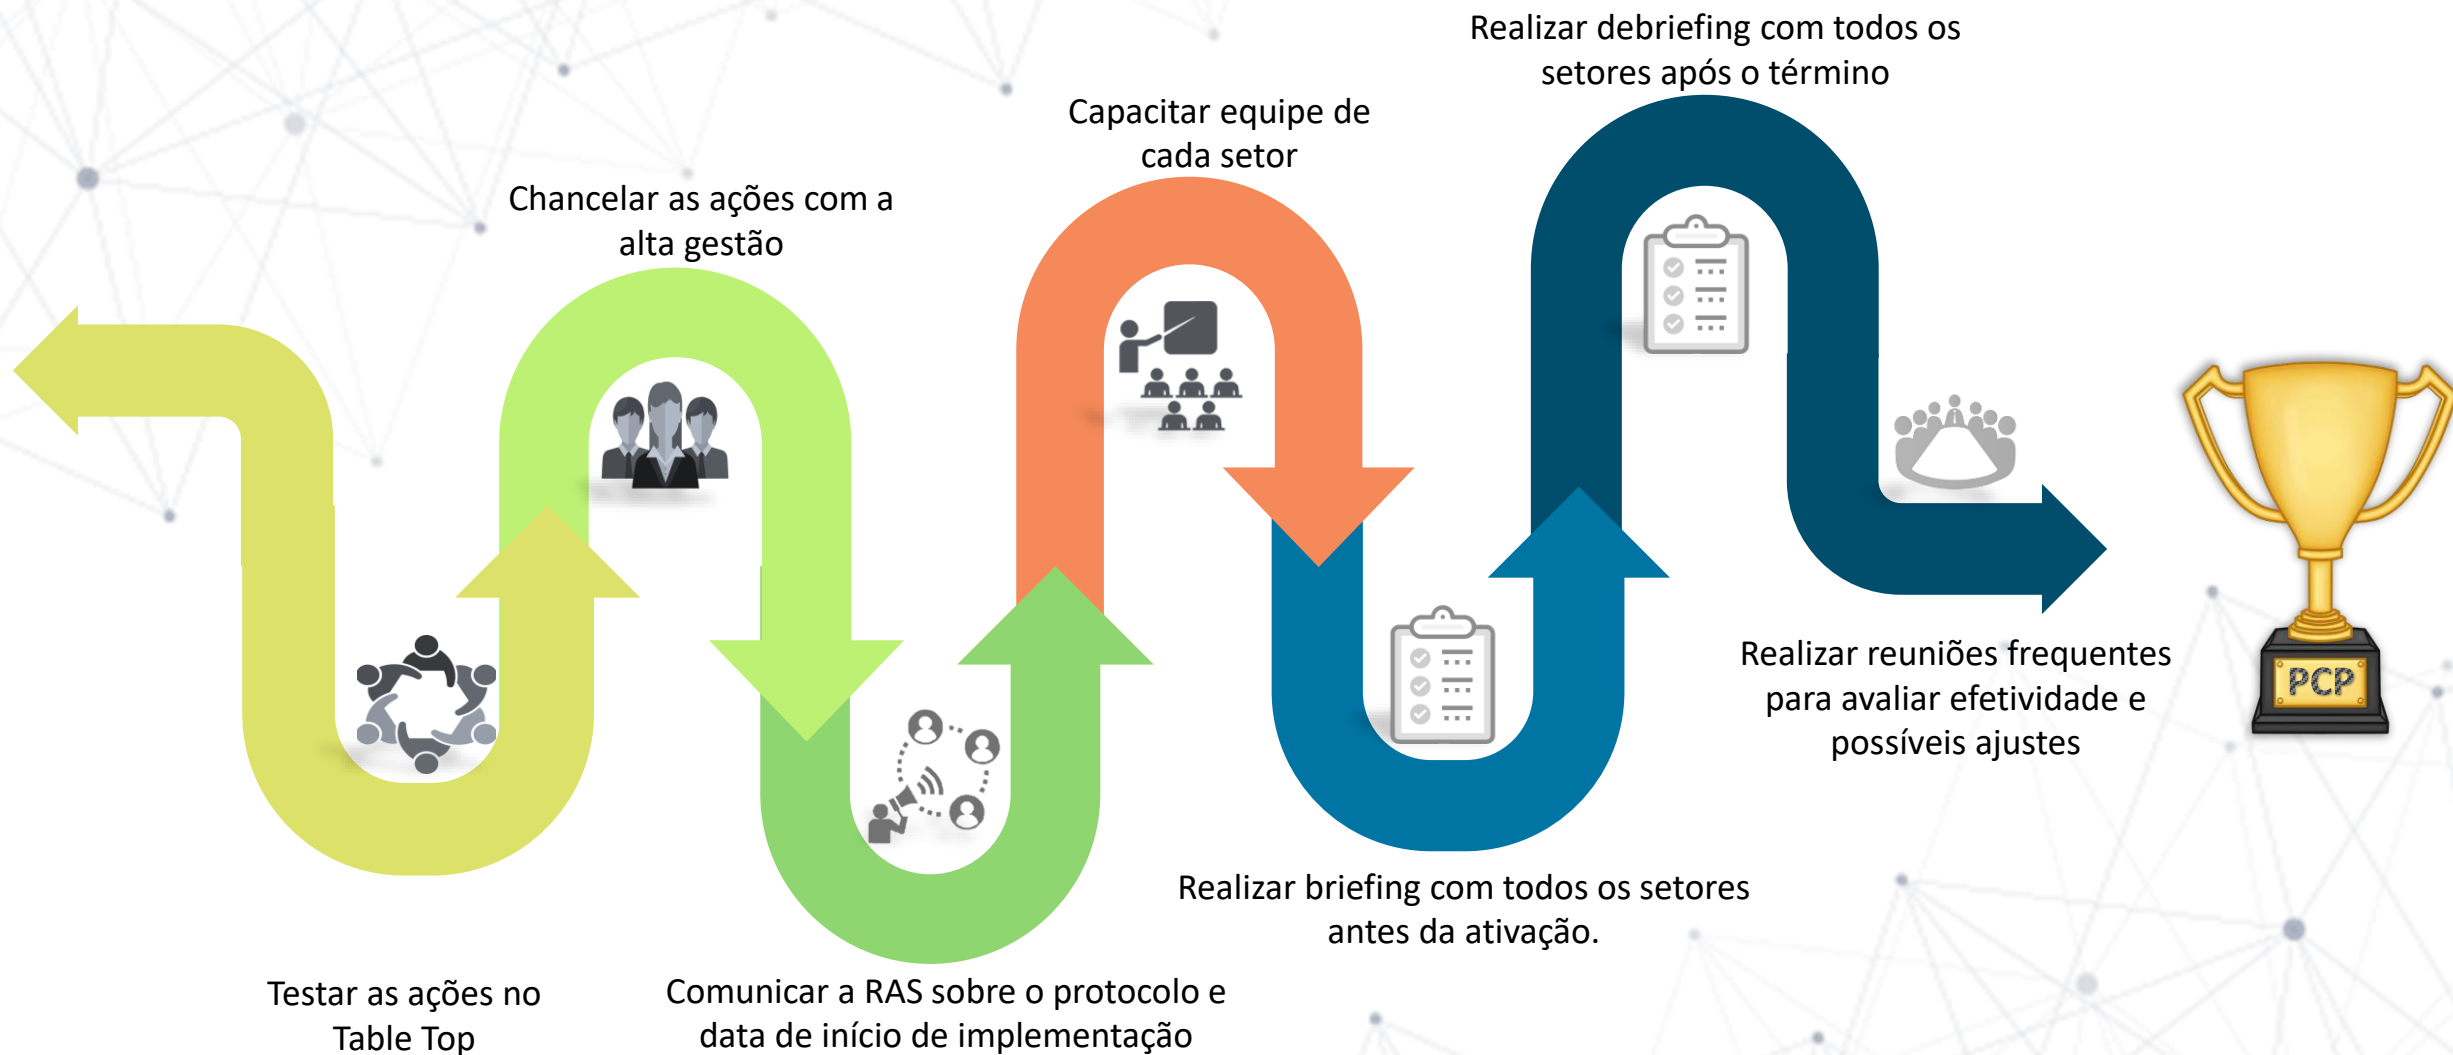 Realizar debriefing com todos os
setores após o término
Capacitar equipe de
cada setor
Chancelar as ações com a
alta gestão
Realizar reuniões frequentes
para avaliar efetividade e
possíveis ajustes
PCP
Realizar briefing com todos os setores
antes da ativação.
Testar as ações no
Table Top
Comunicar a RAS sobre o protocolo e
data de início de implementação